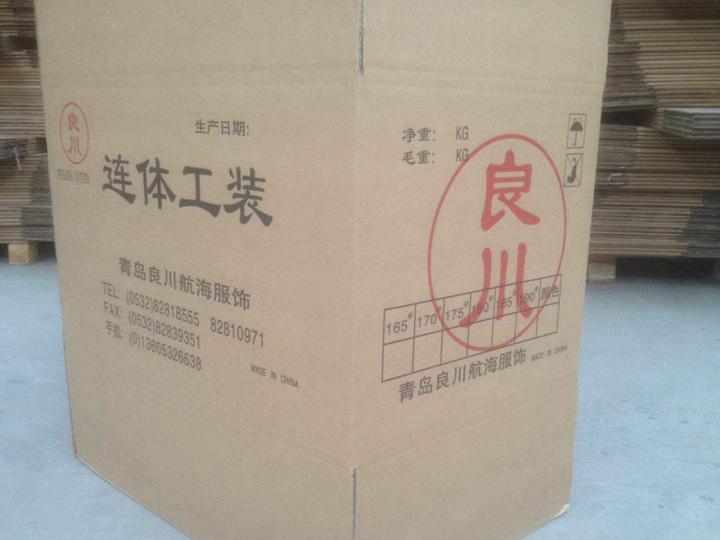 良川
生产日期:
连体工装
青岛良川航海服饰
TEL: (0532)82818555 82810971
FAX: (0532)82839351
手机: (0)13605326638
MADE IN CHINA
净重: KG
毛重: KG
良川
165# 170# 175# 180# 185# 190# 颜色
青岛良川航海服饰 MADE IN CHINA